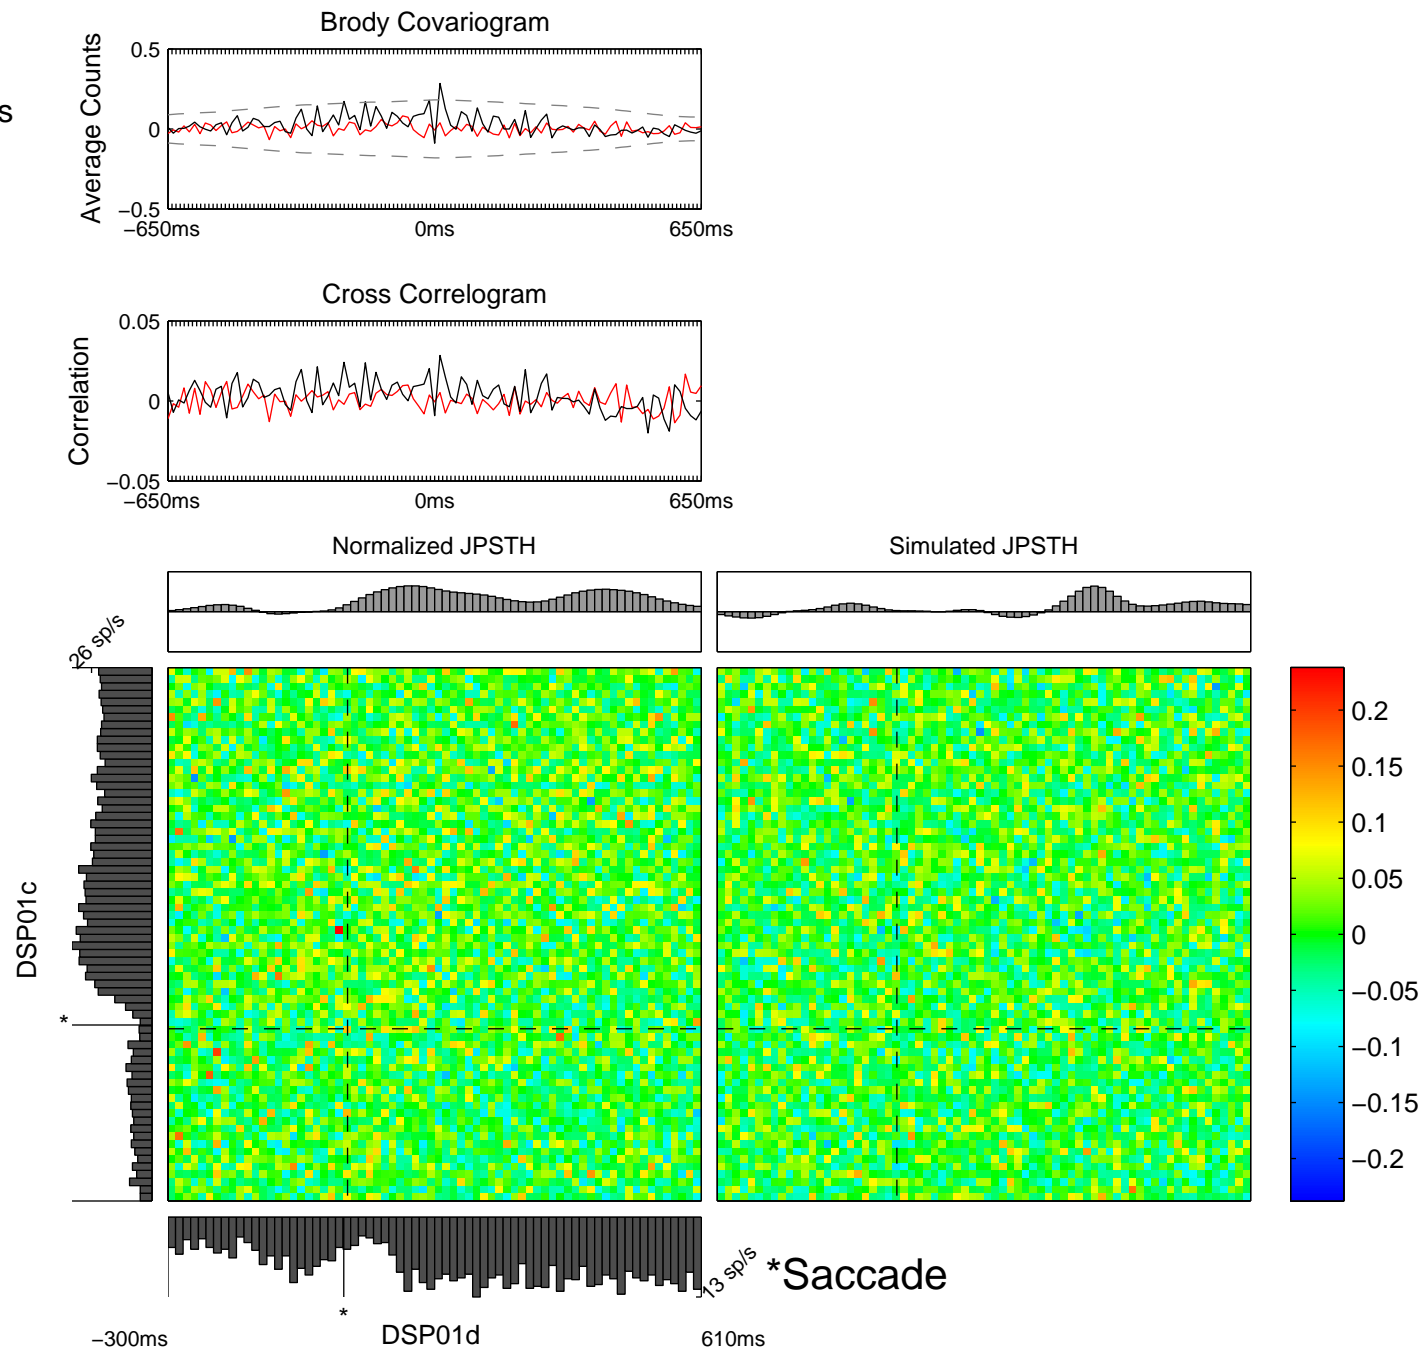 Brody Covariogram
s
Average Counts
0.5
0
−0.5
−650ms 0ms 650ms
Cross Correlogram
Correlation
0.05
0
−0.05
−650ms 0ms 650ms
Normalized JPSTH Simulated JPSTH
26 sp/s
DSP01c
*
0.2
0.15
0.1
0.05
0
−0.05
−0.1
−0.15
−0.2
13 sp/s
*Saccade
*
−300ms DSP01d 610ms